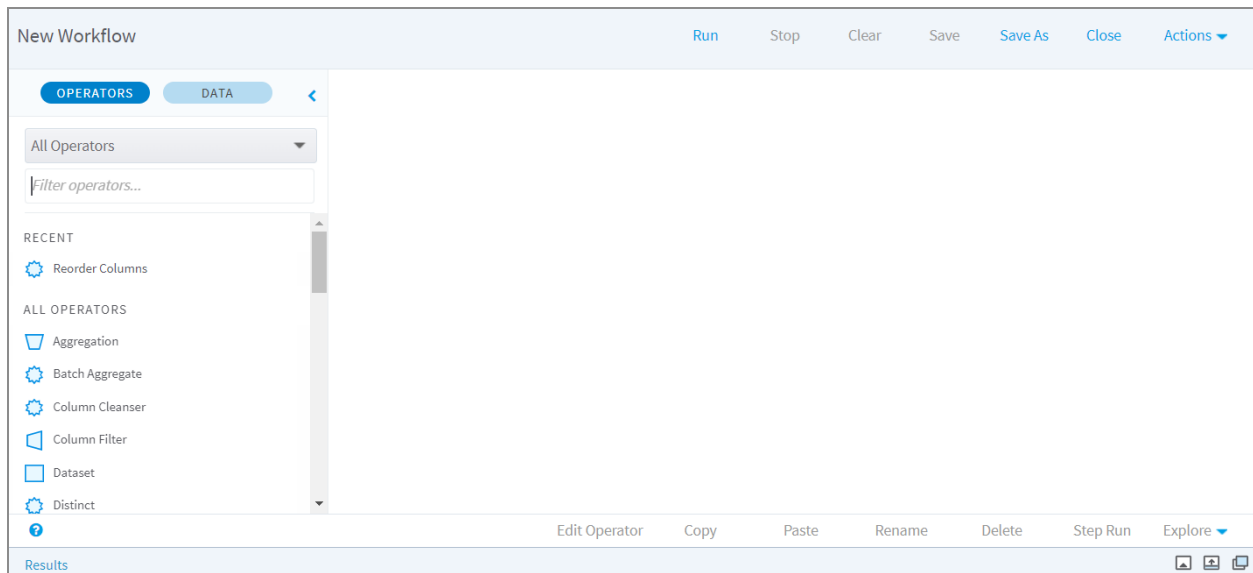 New Workflow
Run Stop Clear Save Save As Close Actions
OPERATORS DATA
All Operators
Filter operators...
RECENT
Reorder Columns
ALL OPERATORS
Aggregation
Batch Aggregate
Column Cleanser
Column Filter
Dataset
Distinct
? Edit Operator Copy Paste Rename Delete Step Run Explore
Results